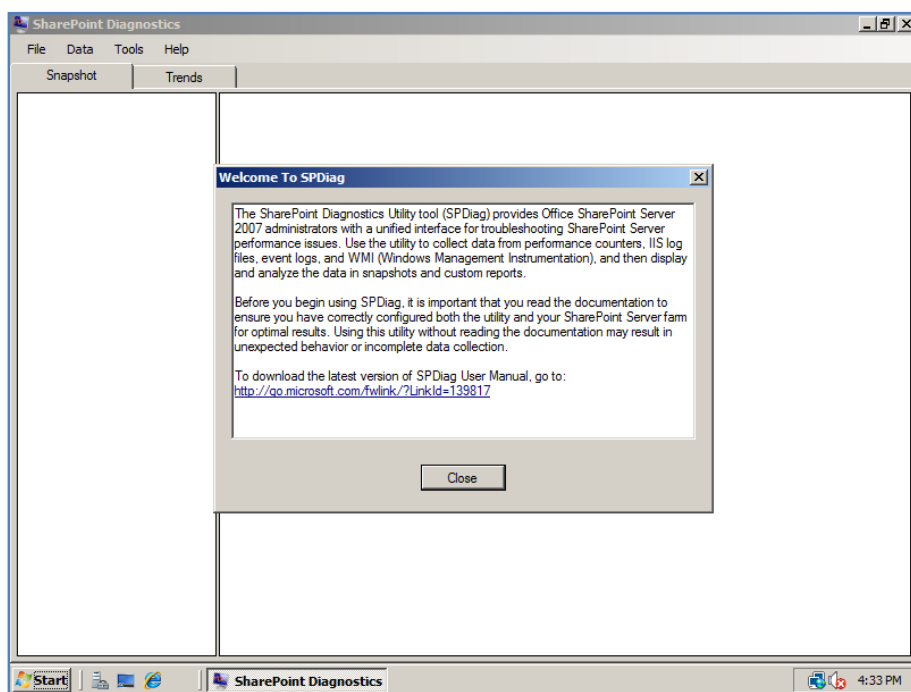 SharePoint Diagnostics
File Data Tools Help
Snapshot Trends
Welcome To SPDiag
The SharePoint Diagnostics Utility tool (SPDiag) provides Office SharePoint Server
2007 administrators with a unified interface for troubleshooting SharePoint Server
performance issues. Use the utility to collect data from performance counters, IIS log
files, event logs, and WMI (Windows Management Instrumentation), and then display
and analyze the data in snapshots and custom reports.
Before you begin using SPDiag, it is important that you read the documentation to
ensure you have correctly configured both the utility and your SharePoint Server farm
for optimal results. Using this utility without reading the documentation may result in
unexpected behavior or incomplete data collection.
To download the latest version of SPDiag User Manual, go to:
http://go.microsoft.com/fwlink/?LinkId=139817
Close
Start SharePoint Diagnostics 4:33 PM